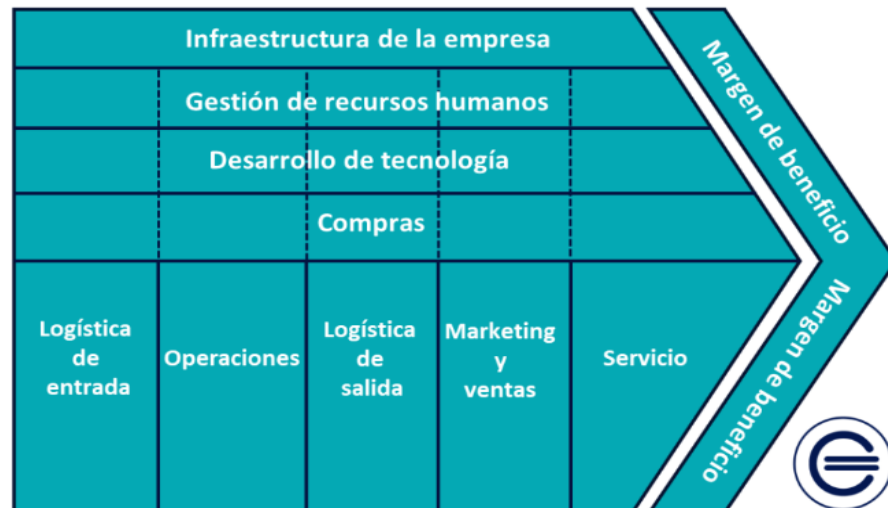 Infraestructura de la empresa
Gestión de recursos humanos
Desarrollo de tecnología
Compras
Logística
de
entrada
Operaciones
Logística
de
salida
Marketing
y
ventas
Servicio
Margen de beneficio
Margen de beneficio